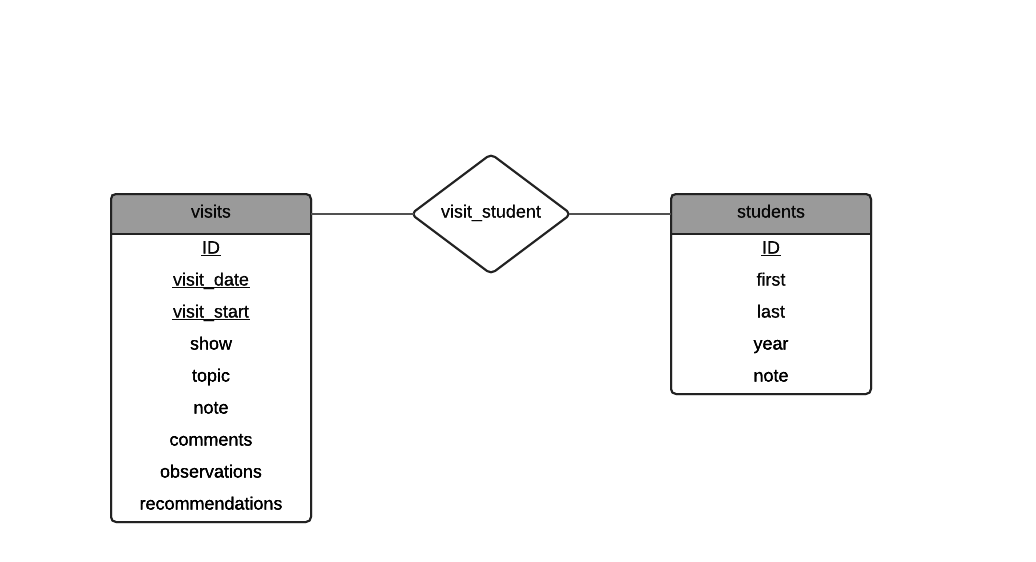 visits
ID
visit_date
visit_start
show
topic
note
comments
observations
recommendations
visit_student
students
ID
first
last
year
note